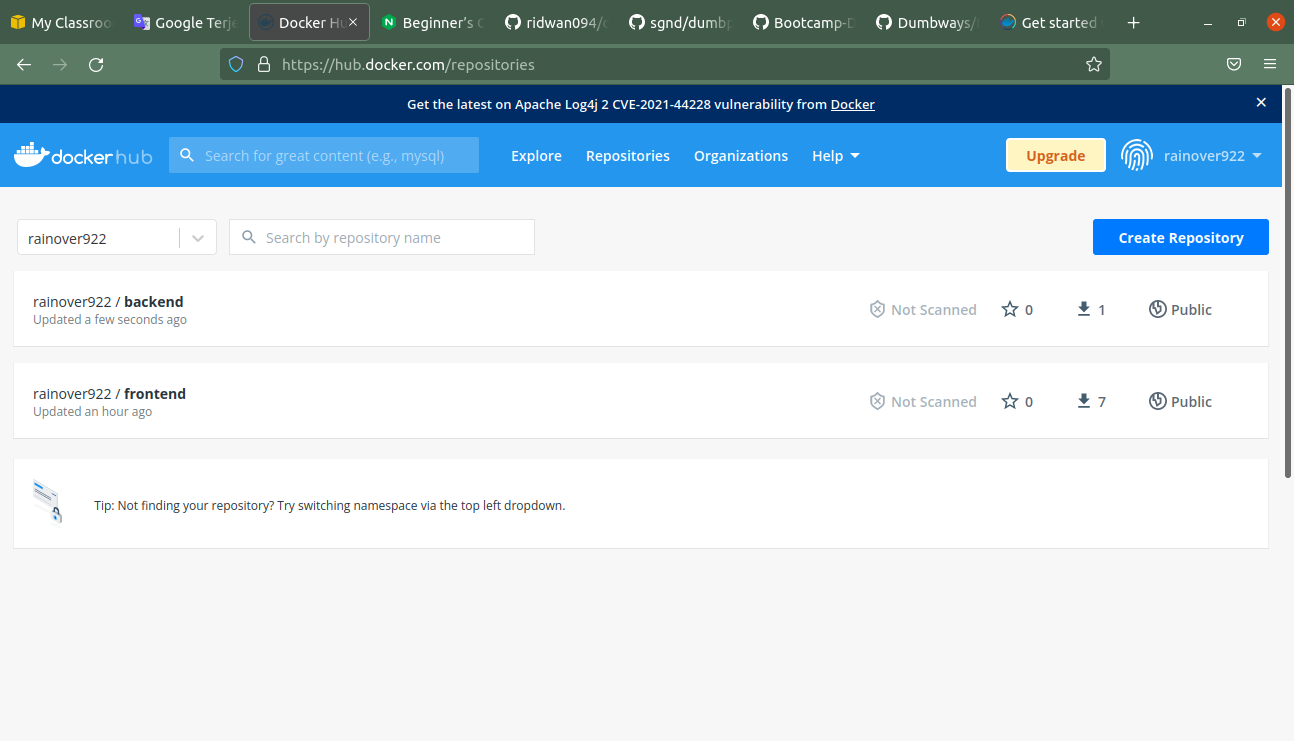 My Classroo
Google Terje
Docker Hu
Beginner's C
ridwan094/d
sgnd/dumbp
Bootcamp-D
Dumbways/
Get started
https://hub.docker.com/repositories
Get the latest on Apache Log4j 2 CVE-2021-44228 vulnerability from Docker
dockerhub
Search for great content (e.g., mysql)
Explore
Repositories
Organizations
Help
Upgrade
rainover922
rainover922
Search by repository name
Create Repository
rainover922 / backend
Updated a few seconds ago
Not Scanned
0
1
Public
rainover922 / frontend
Updated an hour ago
Not Scanned
0
7
Public
Tip: Not finding your repository? Try switching namespace via the top left dropdown.